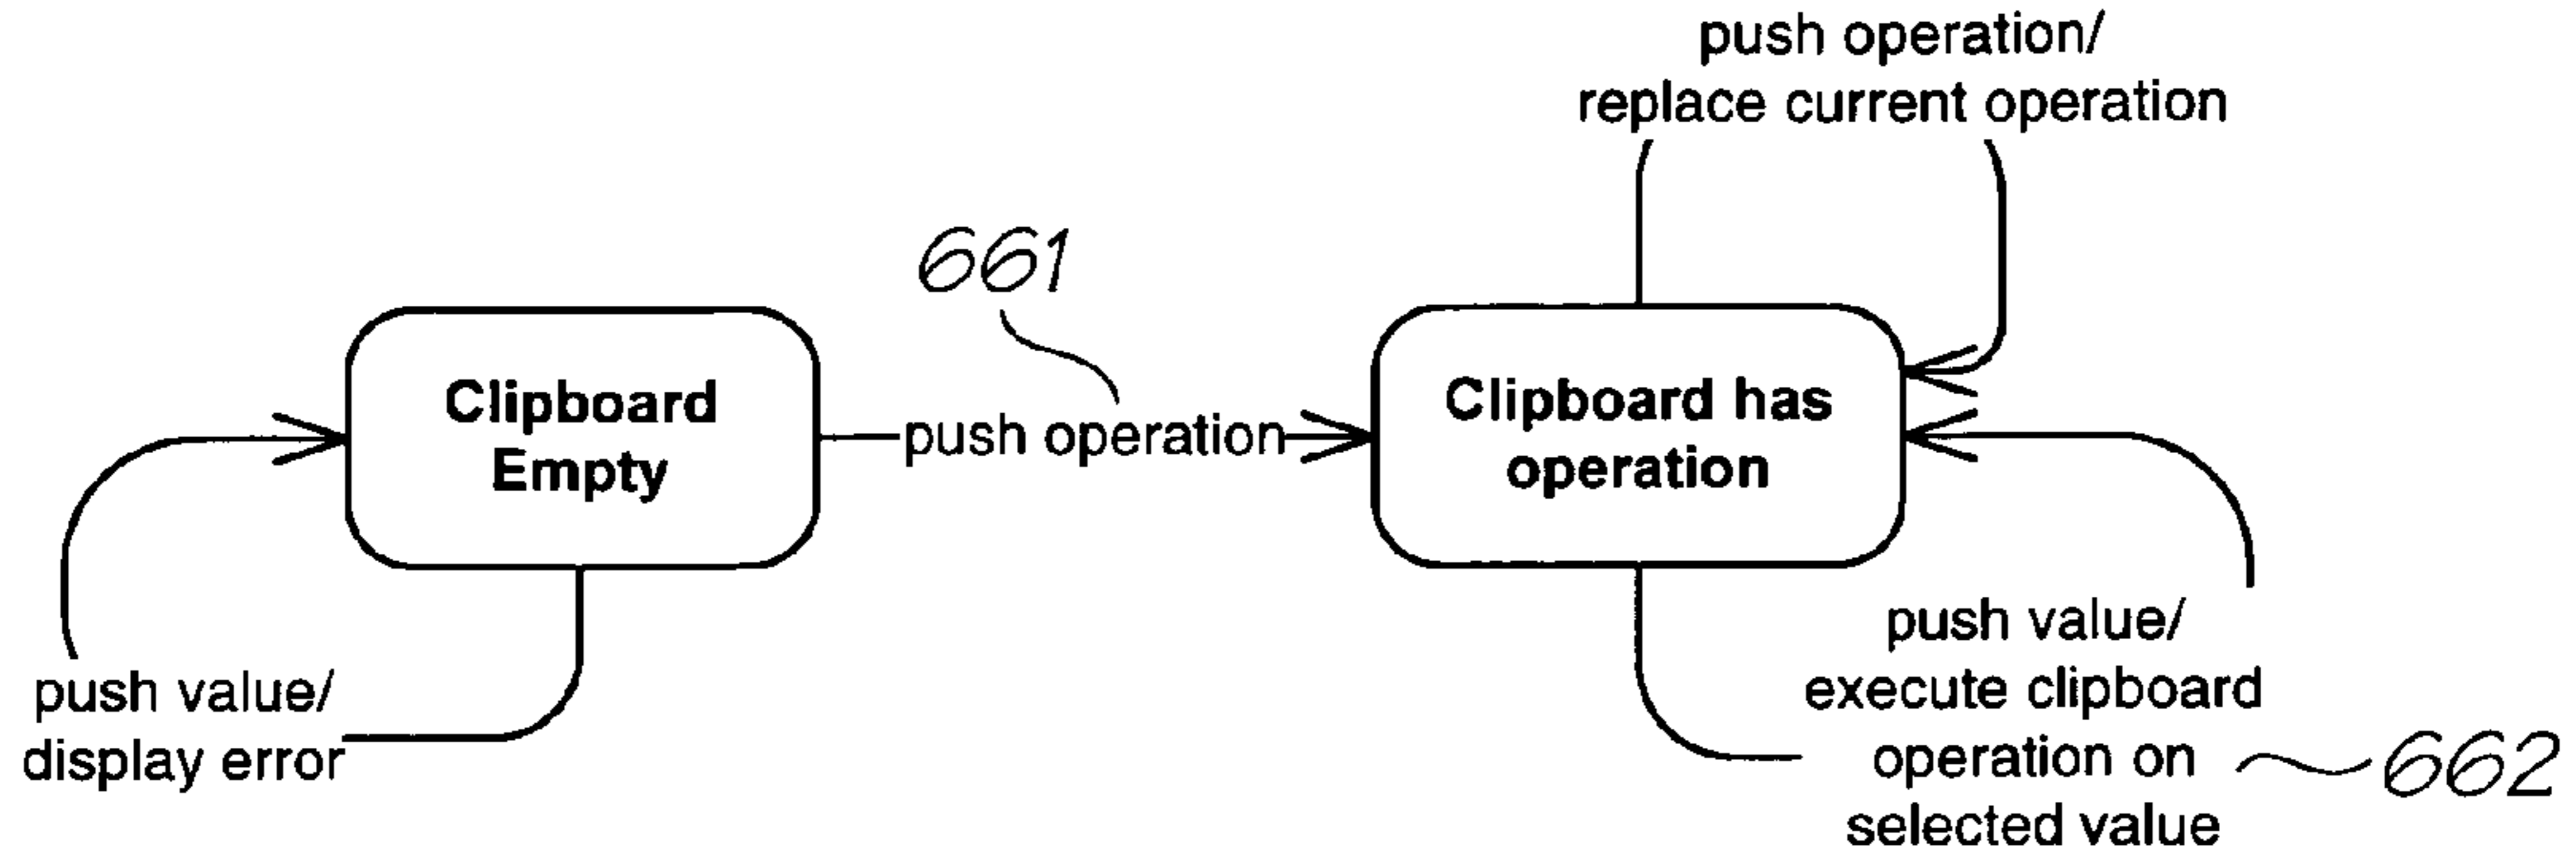 push operation/
replace current operation
661
Clipboard
Empty
push operation
Clipboard has
operation
push value/
display error
push value/
execute clipboard
operation on
selected value
662